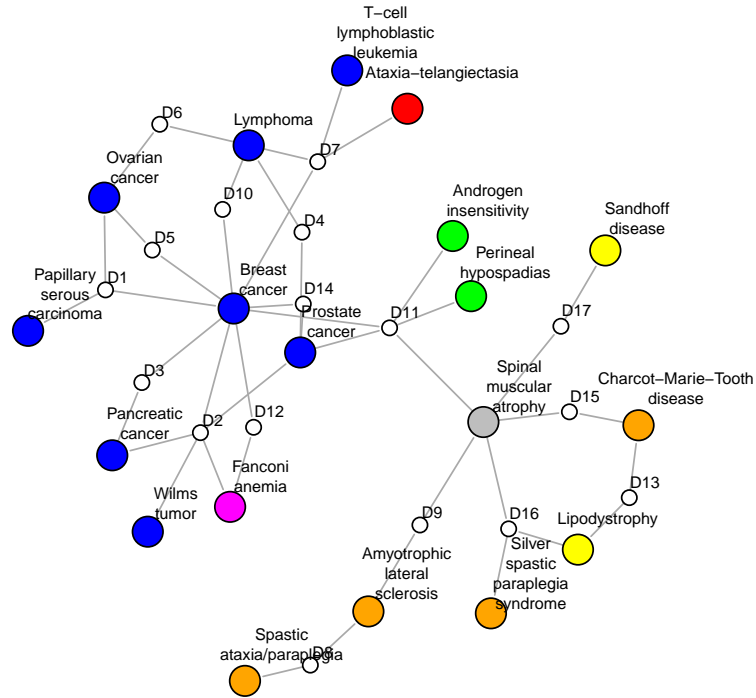 T−cell
lymphoblastic
leukemia
Ataxia−telangiectasia
D6
Lymphoma
D7
Ovarian
cancer
D10
Androgen
insensitivity
Sandhoff
disease
D4
D5
Perineal
hypospadias
Papillary
serous
carcinoma
D1
Breast
cancer
D14
Prostate
cancer
D11
D17
Spinal
muscular
atrophy
D3
Charcot−Marie−Tooth
disease
D15
Pancreatic
cancer
D2
D12
Fanconi
anemia
Wilms
tumor
D13
D9
D16
Lipodystrophy
Amyotrophic
lateral
sclerosis
Silver
spastic
paraplegia
syndrome
Spastic
ataxia/paraplegia
D8